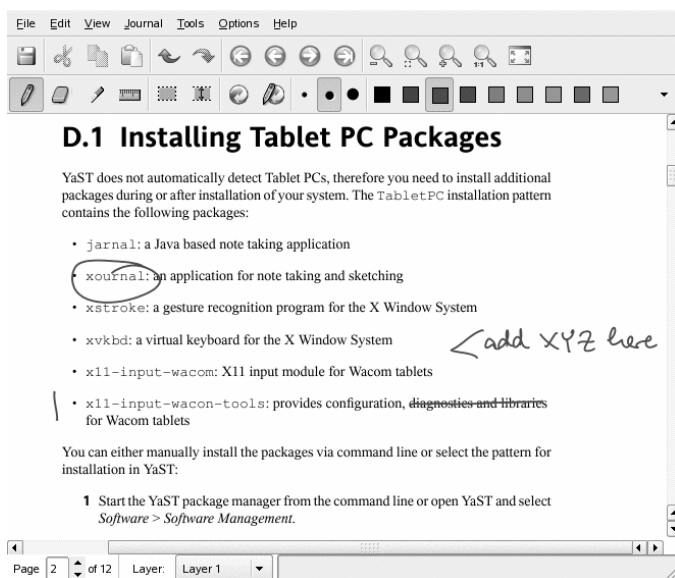 File Edit View Journal Tools Options Help
D.1 Installing Tablet PC Packages
YaST does not automatically detect Tablet PCs, therefore you need to install additional
packages during or after installation of your system. The TabletPC installation pattern
contains the following packages:
• jarnal: a Java based note taking application
• xournal: an application for note taking and sketching
• xstroke: a gesture recognition program for the X Window System
• xvkbd: a virtual keyboard for the X Window System
<add XYZ here
• x11-input-wacom: X11 input module for Wacom tablets
• x11-input-wacon-tools: provides configuration, diagnostics and libraries
for Wacom tablets
You can either manually install the packages via command line or select the pattern for
installation in YaST:
1 Start the YaST package manager from the command line or open YaST and select
Software > Software Management.
Page 2 of 12 Layer: Layer 1